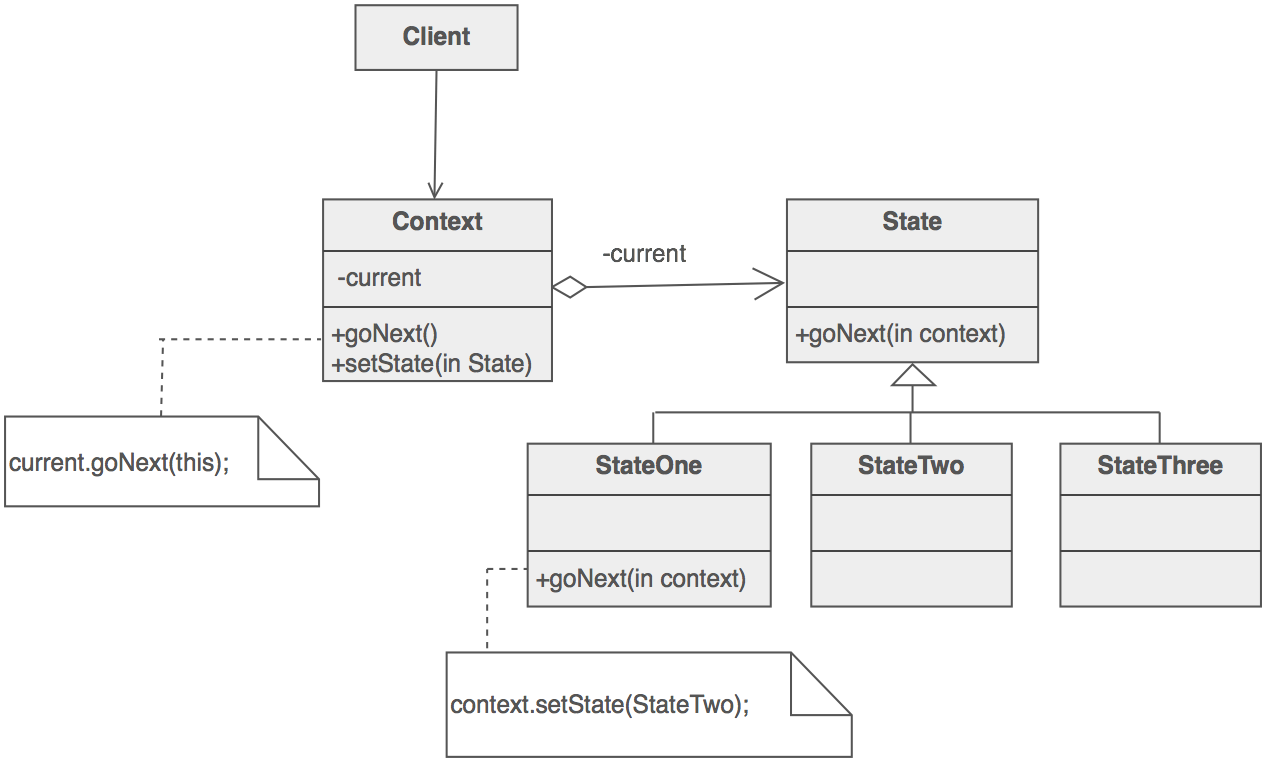 Client
Context
-current
+goNext()
+setState(in State)
-current
State
+goNext(in context)
current.goNext(this);
StateOne
+goNext(in context)
StateTwo
StateThree
context.setState(StateTwo);